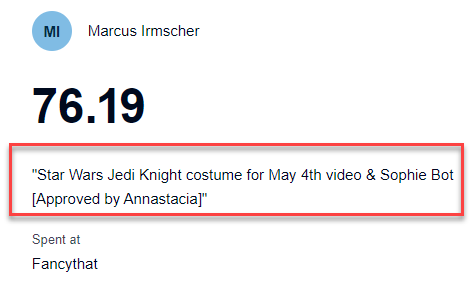 MI
Marcus Irmscher
76.19
"Star Wars Jedi Knight costume for May 4th video & Sophie Bot
[Approved by Annastacia]"
Spent at
Fancythat